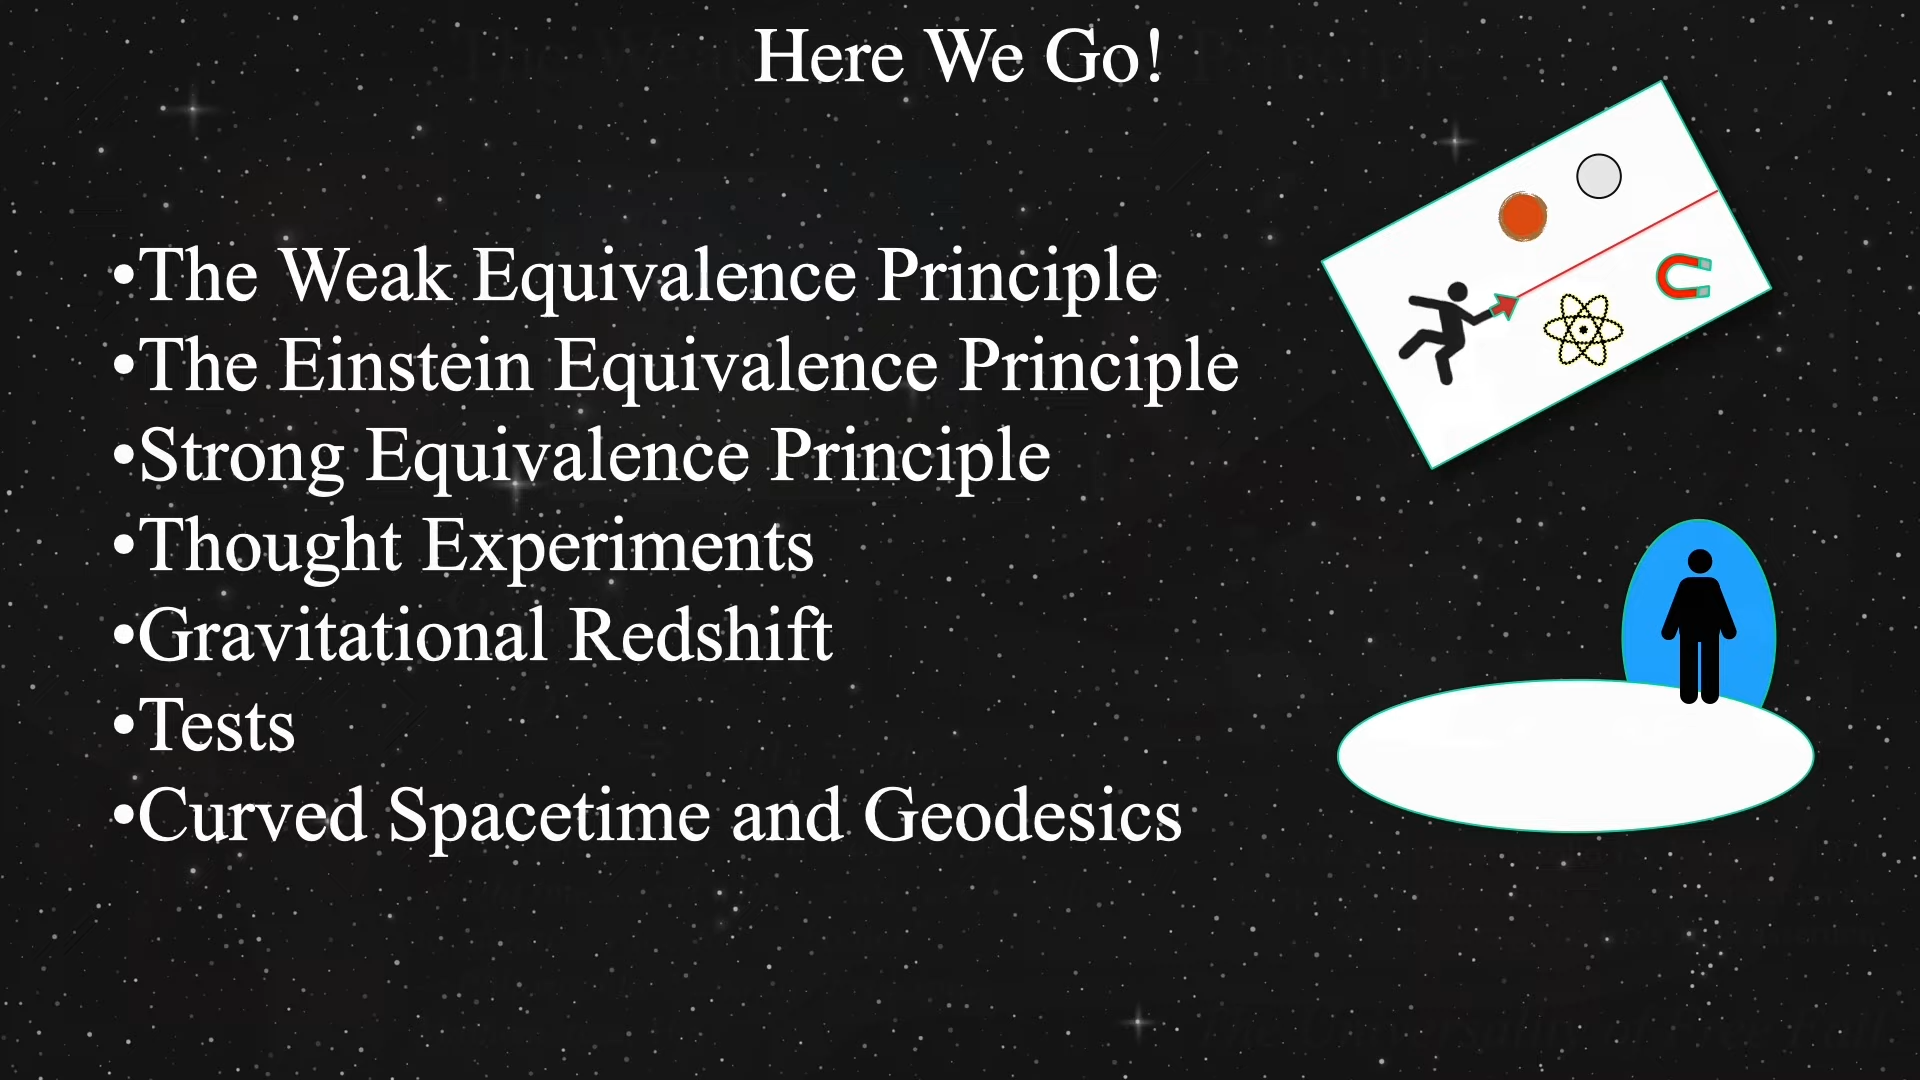 Here We Go!
•The Weak Equivalence Principle
•The Einstein Equivalence Principle
•Strong Equivalence Principle
•Thought Experiments
•Gravitational Redshift
•Tests
•Curved Spacetime and Geodesics